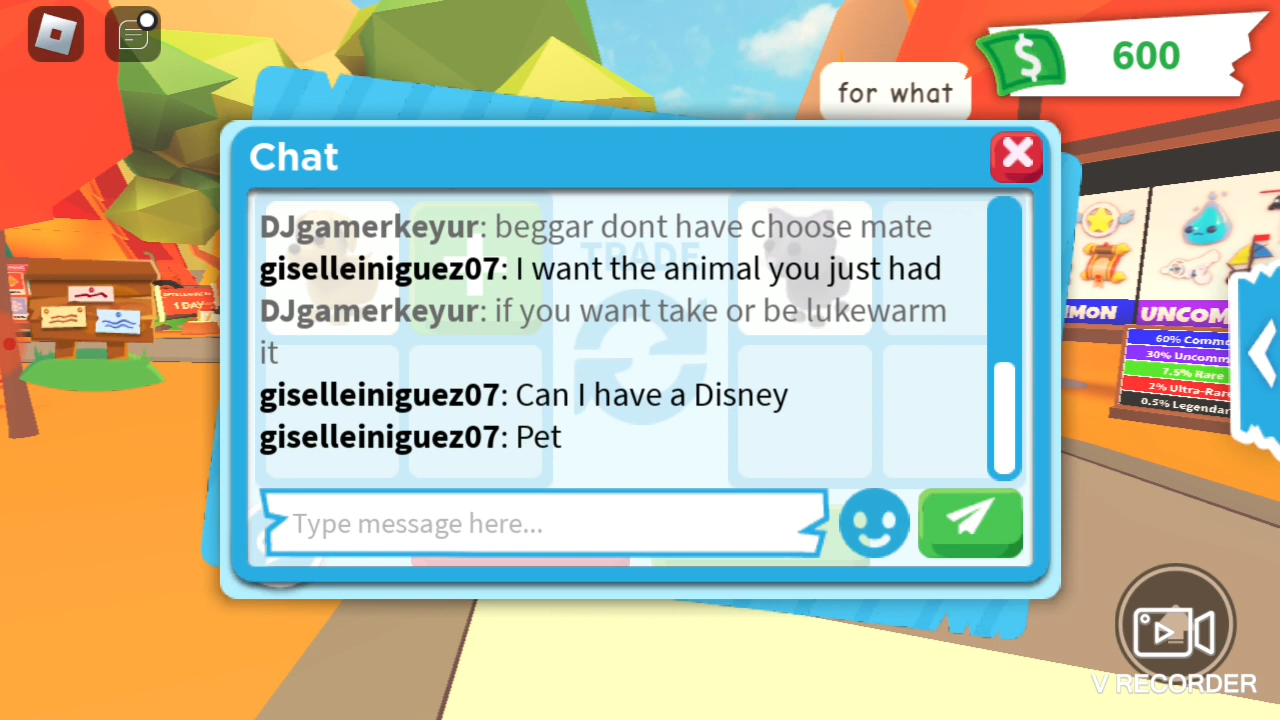 for what
600
Chat
TRADE
DJgamerkeyur: beggar dont have choose mate
giselleiniguez07: I want the animal you just had
DJgamerkeyur: if you want take or be lukewarm
it
giselleiniguez07: Can I have a Disney
giselleiniguez07: Pet
Type message here...
1 DAY
MON
UNCOM
60% Commo
30% Uncomm
7.5% Rare
2% Ultra-Rar
0.5% Legendar
V RECORDER